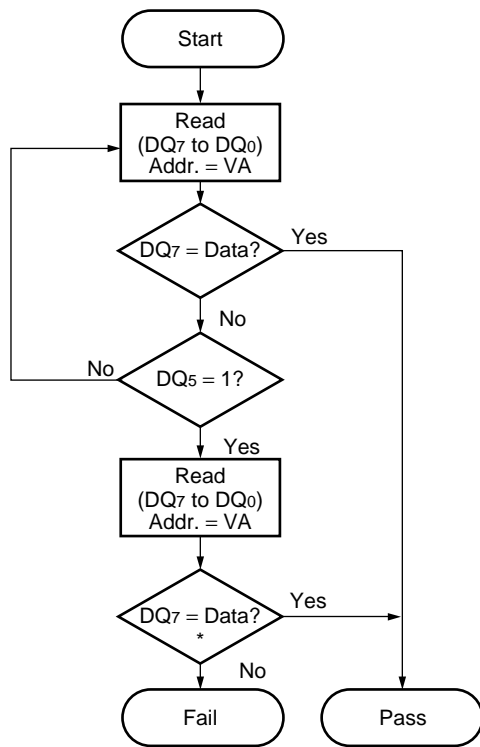 Start
Read
(DQ7 to DQ0)
Addr. = VA
DQ7 = Data?
Yes
No
No
DQ5 = 1?
Yes
Read
(DQ7 to DQ0)
Addr. = VA
DQ7 = Data?
*
Yes
No
Fail
Pass